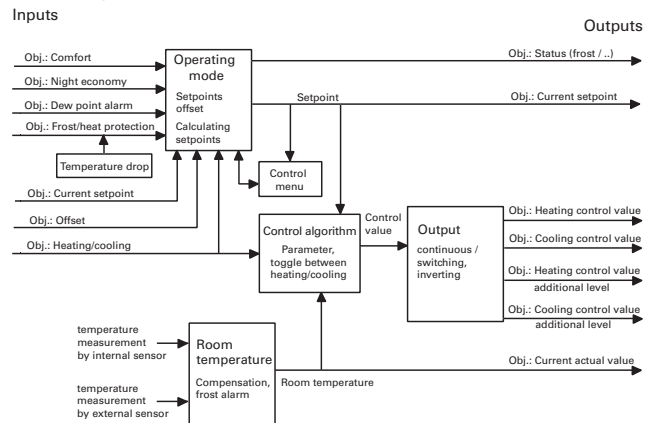 Inputs
Outputs
Obj.: Comfort
Obj.: Night economy
Obj.: Dew point alarm
Obj.: Frost/heat protection
Temperature drop
Obj.: Current setpoint
Obj.: Offset
Obj.: Heating/cooling
Operating
mode
Setpoints
offset
Calculating
setpoints
Obj.: Status (frost / ..)
Setpoint
Obj.: Current setpoint
Control
menu
Control algorithm
Parameter,
toggle between
heating/cooling
Control
value
Output
continuous /
switching,
inverting
Obj.: Heating control value
Obj.: Cooling control value
Obj.: Heating control value
additional level
Obj.: Cooling control value
additional level
temperature
measurement
by internal sensor
temperature
measurement
by external sensor
Room
temperature
Compensation,
frost alarm
Room temperature
Obj.: Current actual value